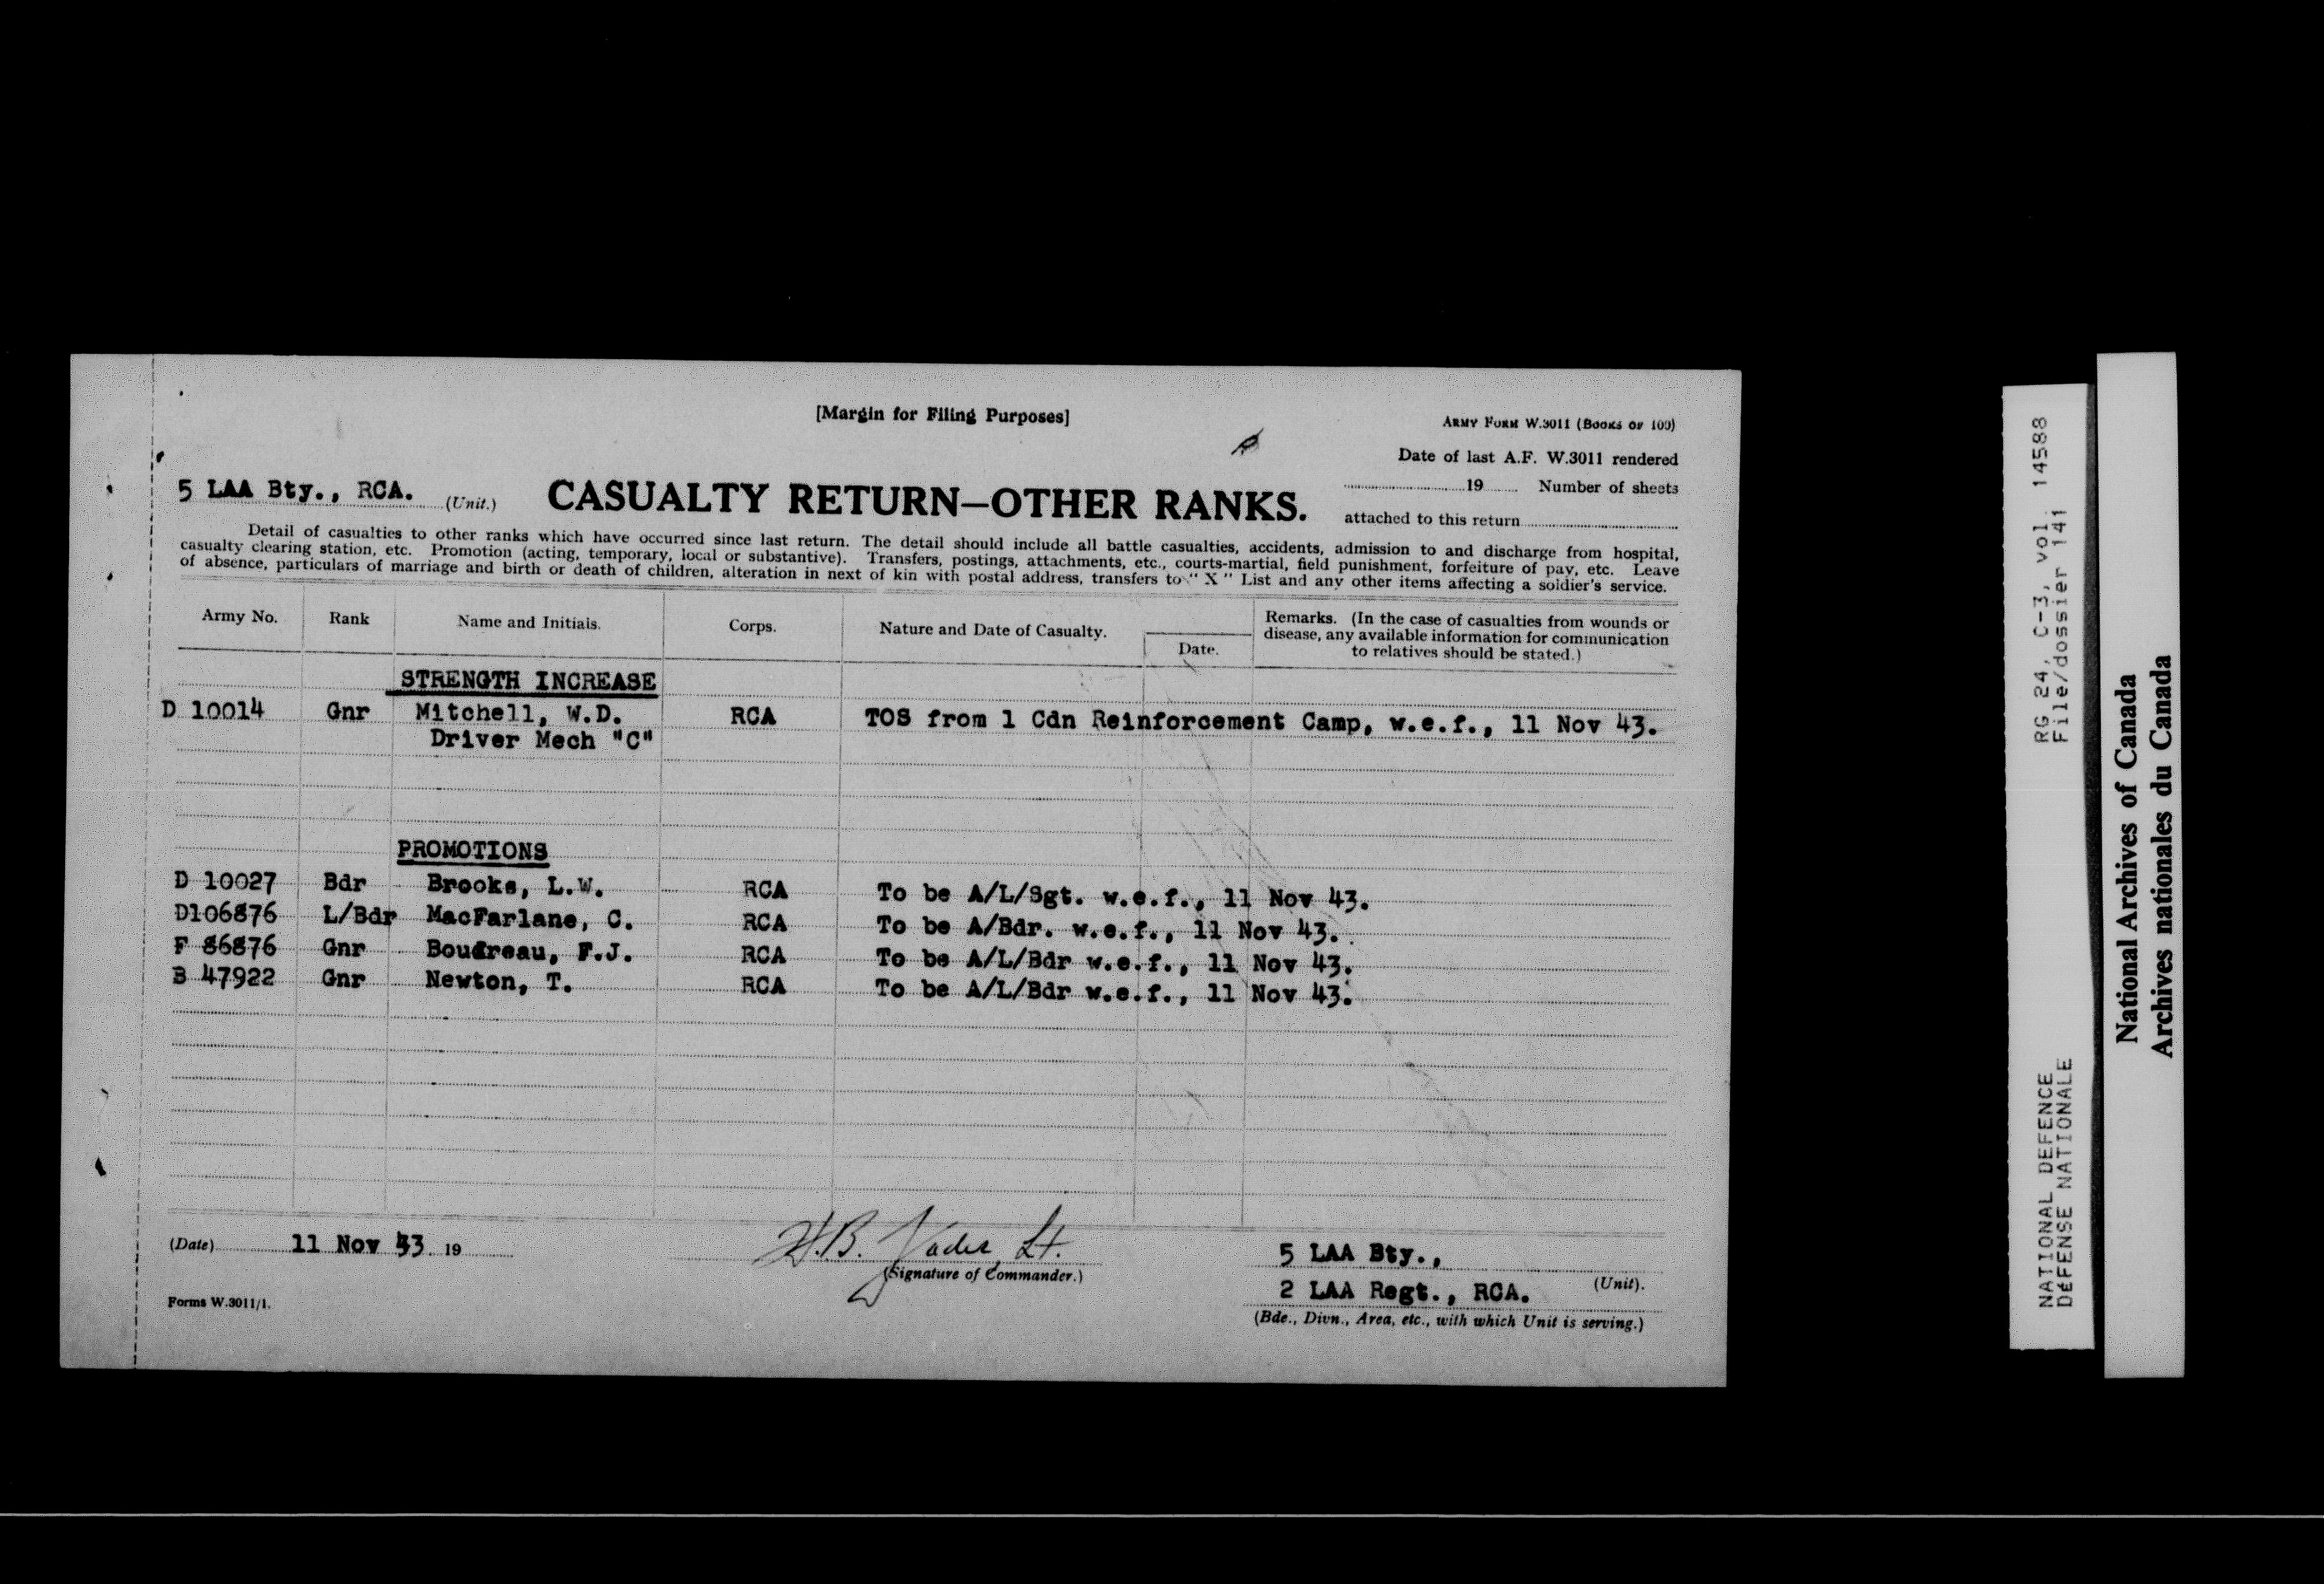 [Margin for Filing Purposes]
ARMY FORM W.3011 (BOOKS OF 100)
Date of last A.F. W.3011 rendered
5 LAA Bty., RCA. (Unit.)
CASUALTY RETURN—OTHER RANKS.
19 Number of sheets
attached to this return
Detail of casualties to other ranks which have occurred since last return. The detail should include all battle casualties, accidents, admission to and discharge from hospital,
casualty clearing station, etc. Promotion (acting, temporary, local or substantive). Transfers, postings, attachments, etc., courts-martial, field punishment, forfeiture of pay, etc. Leave
of absence, particulars of marriage and birth or death of children, alteration in next of kin with postal address, transfers to “ X ” List and any other items affecting a soldier's service.
Army No. Rank Name and Initials. Corps. Nature and Date of Casualty. Date.
Remarks. (In the case of casualties from wounds or
disease, any available information for communication
to relatives should be stated.)
STRENGTH INCREASE
D 10014 Gnr Mitchell, W.D. RCA TOS from 1 Cdn Reinforcement Camp, w.e.f., 11 Nov 43.
Driver Mech "C"
PROMOTIONS
D 10027 Bdr Brooks, L.W. RCA To be A/L/Sgt. w.e.f., 11 Nov 43.
D106876 L/Bdr MacFarlane, C. RCA To be A/Bdr. w.e.f., 11 Nov 43.
F 86876 Gnr Boudreau, F.J. RCA To be A/L/Bdr w.e.f., 11 Nov 43.
B 47922 Gnr Newton, T. RCA To be A/L/Bdr w.e.f., 11 Nov 43.
(Date) 11 Nov 43 19
H.B. Lt.
(Signature of Commander.)
5 LAA Bty.,
(Unit).
2 LAA Regt., RCA.
(Bde., Divn., Area, etc., with which Unit is serving.)
Forms W.3011/1.
RG 24, C-3, vol. 14588
File/dossier 141
NATIONAL DEFENCE
DéFENSE NATIONALE
National Archives of Canada
Archives nationales du Canada